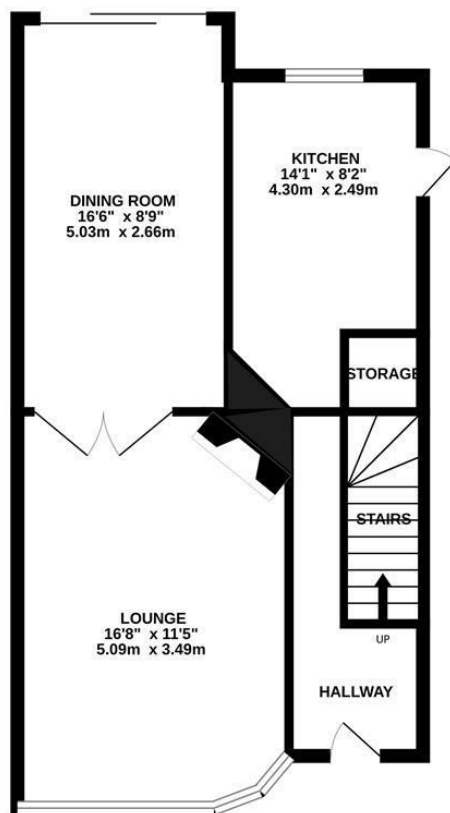 KITCHEN
14'1" x 8'2"
4.30m x 2.49m
DINING ROOM
16'6" x 8'9"
5.03m x 2.66m
STORAGE
STAIRS
UP
LOUNGE
16'8" x 11'5"
5.09m x 3.49m
HALLWAY